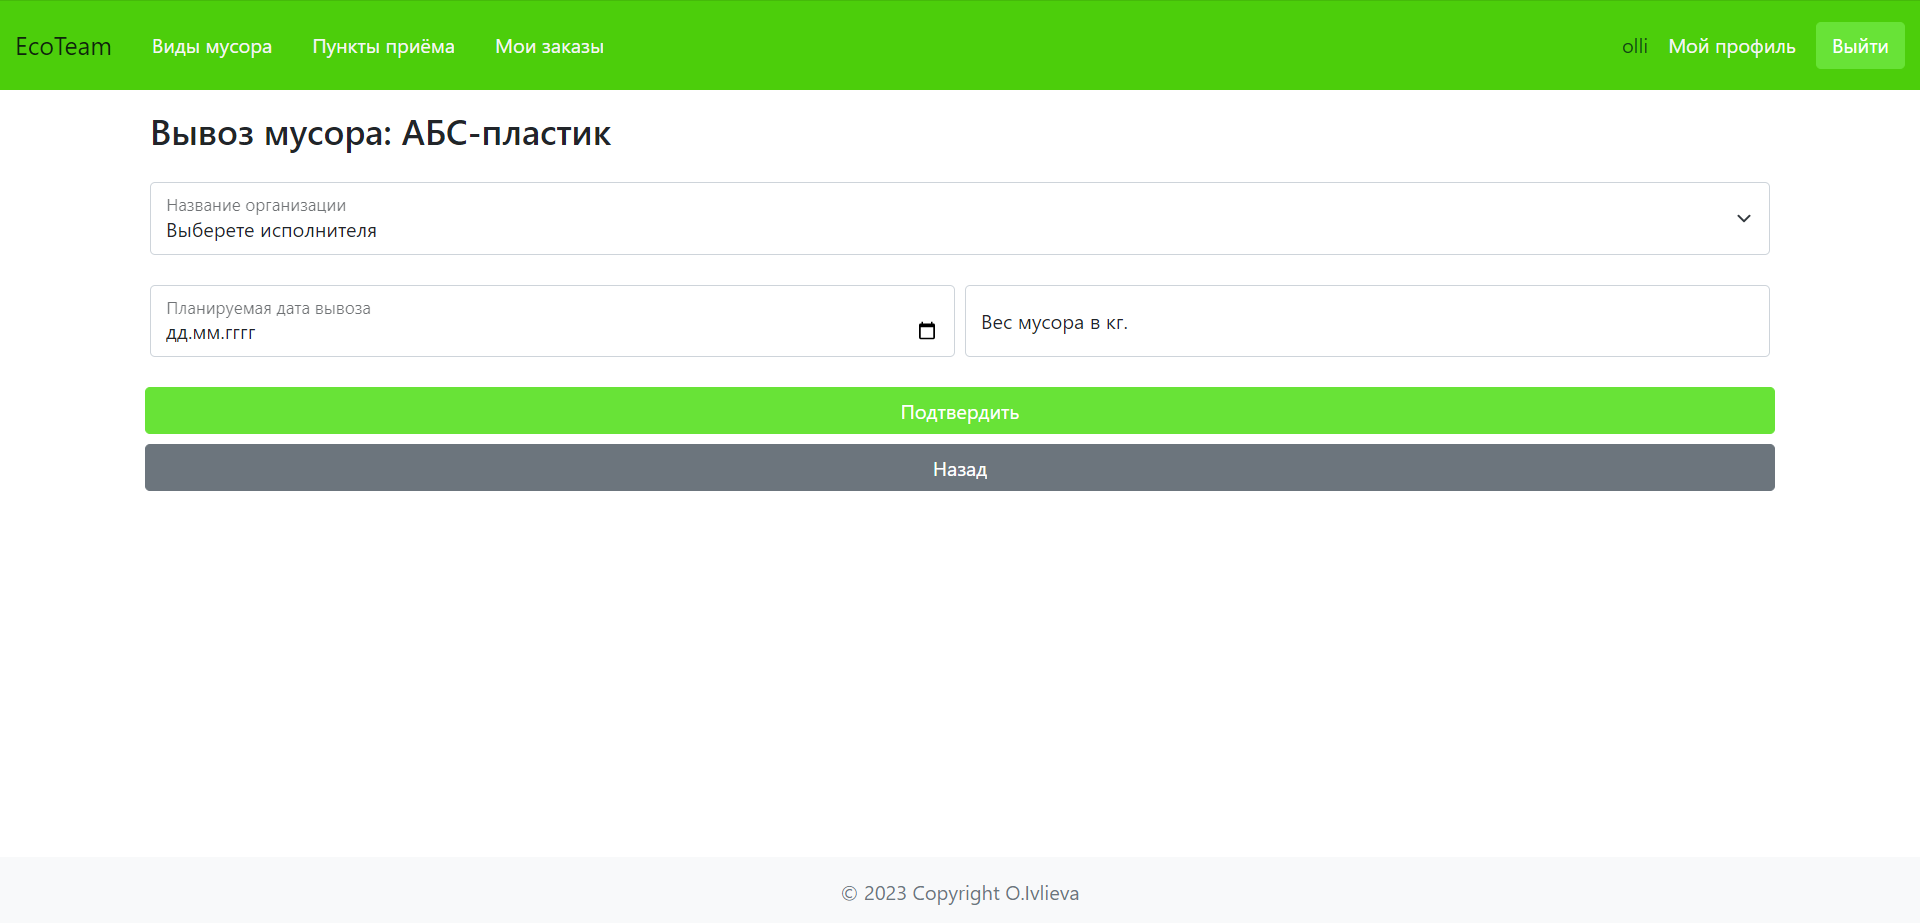 EcoTeam Виды мусора Пункты приёма Мои заказы olli Мой профиль Выйти
Вывоз мусора: АБС-пластик
Название организации
Выберете исполнителя
Планируемая дата вывоза
дд.мм.гггг
Вес мусора в кг.
Подтвердить
Назад
© 2023 Copyright O.Ivlieva